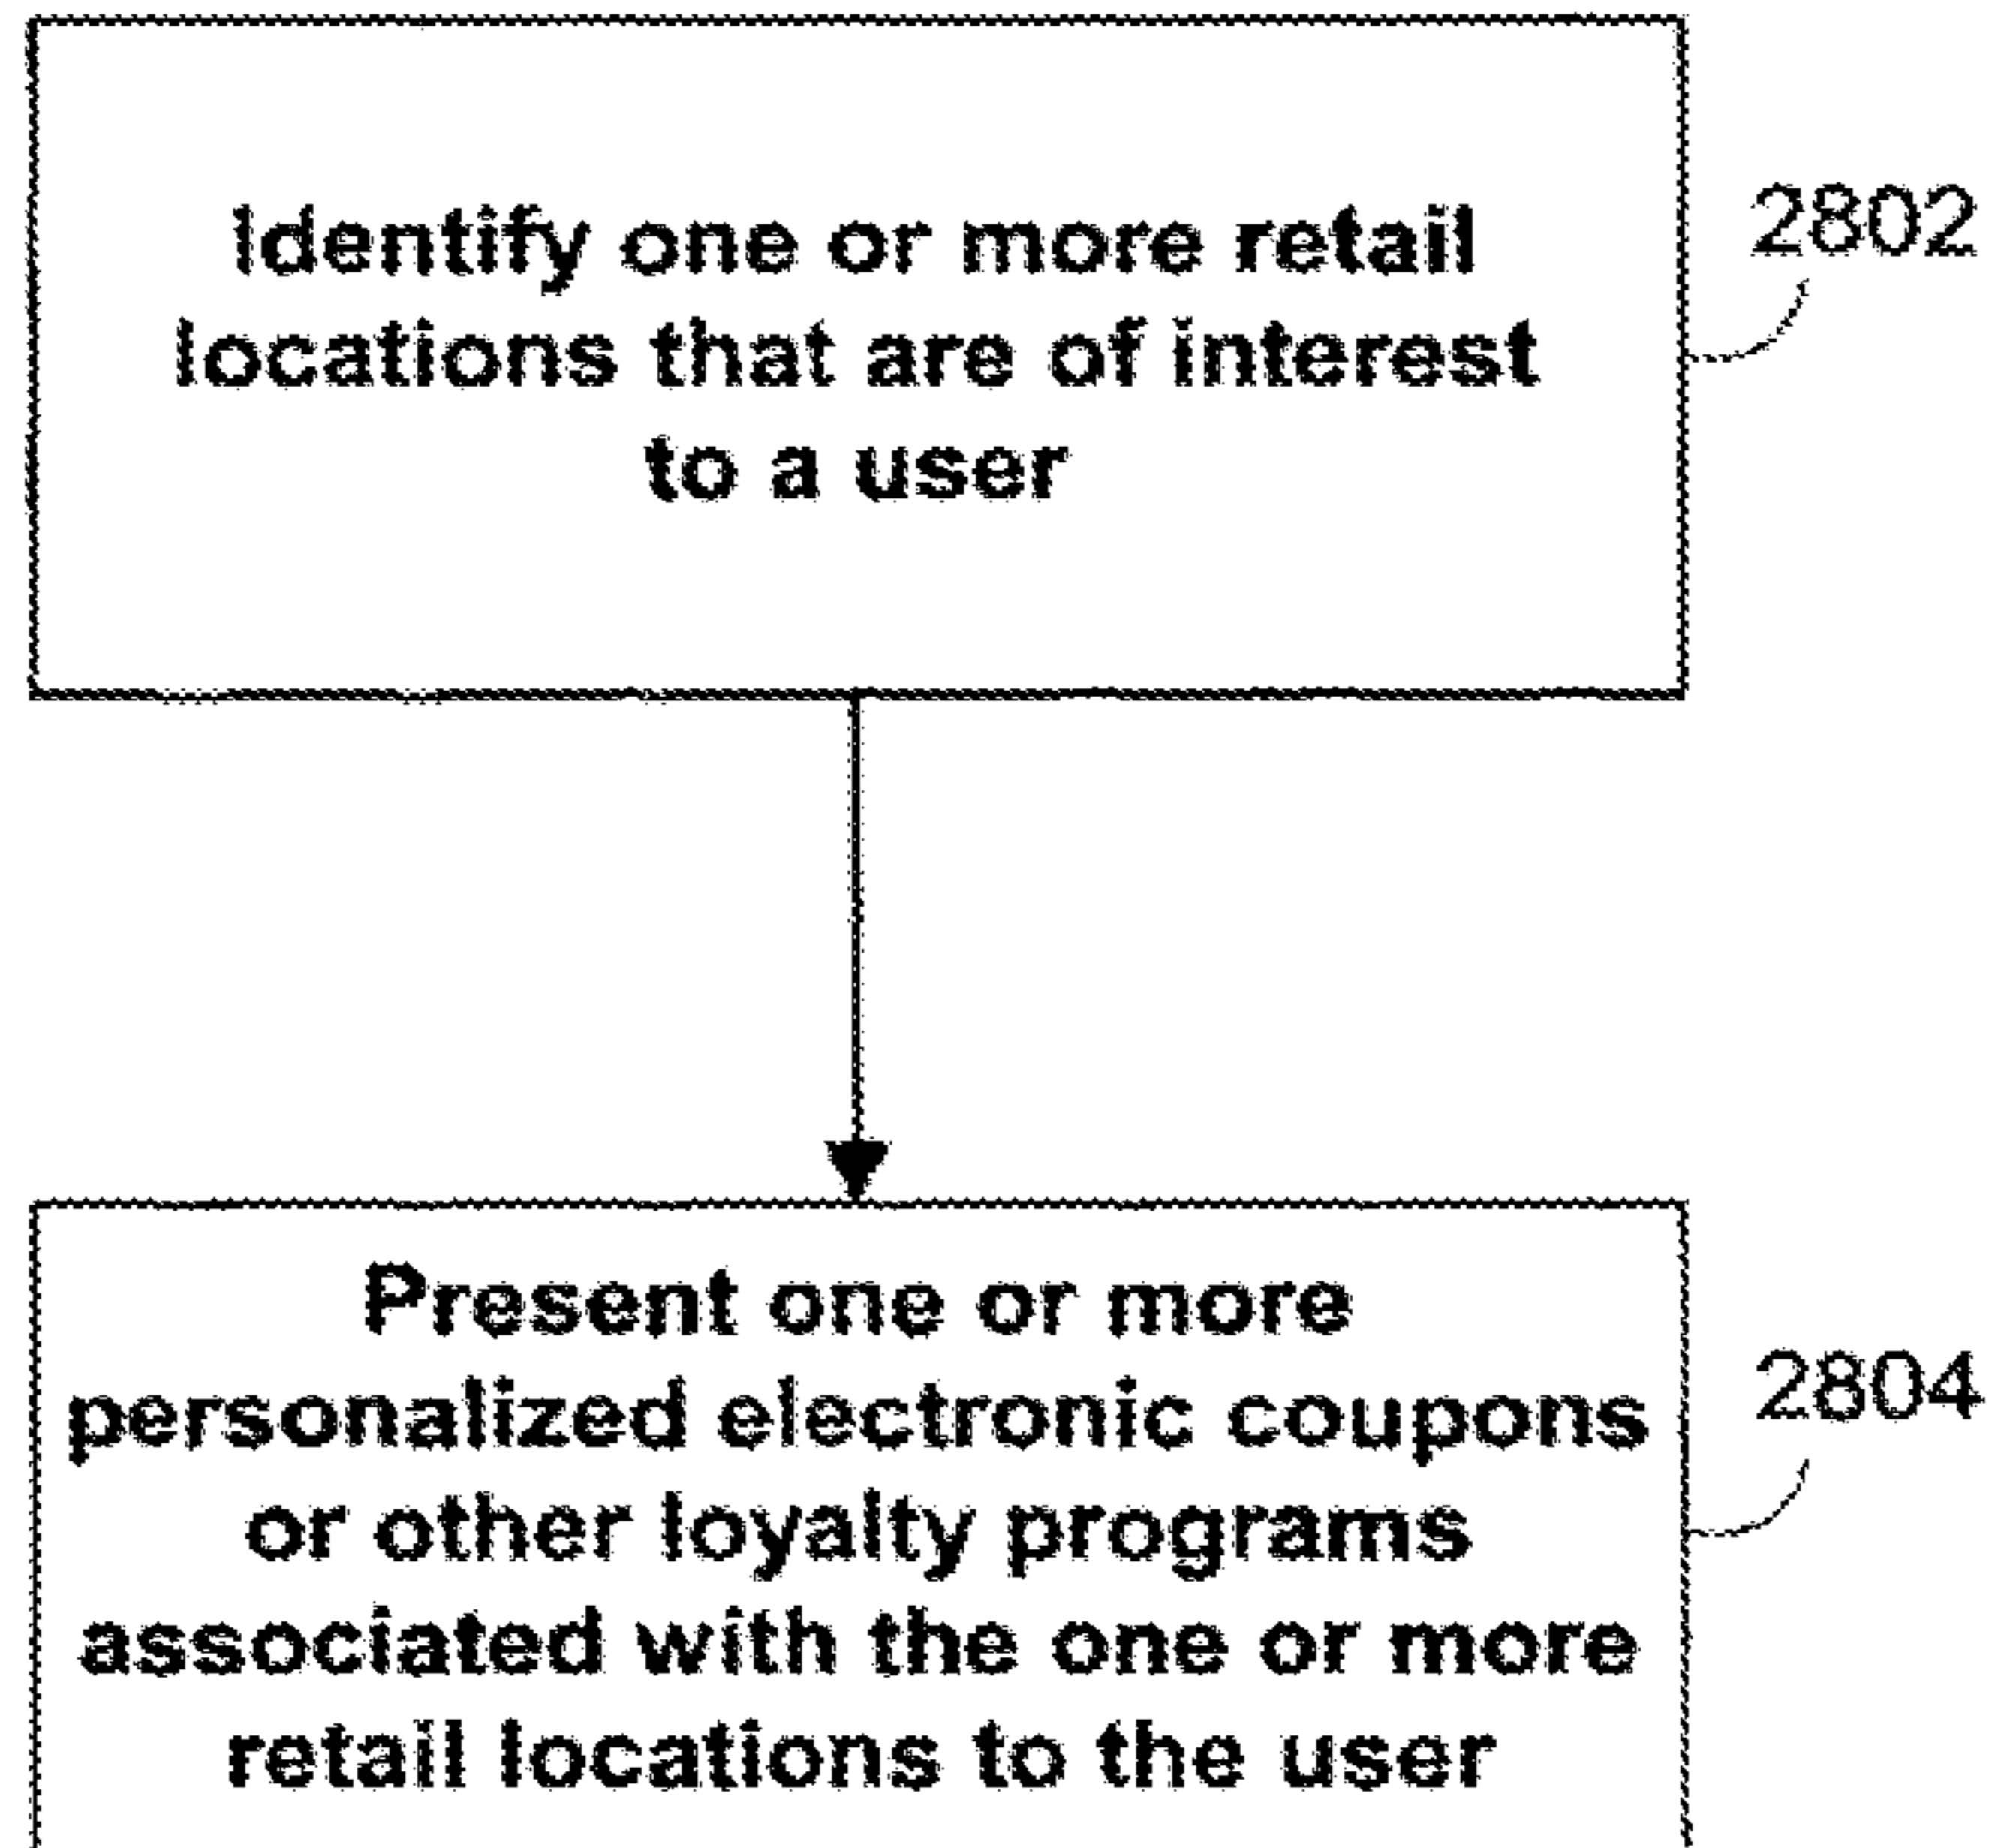 Identify one or more retail
locations that are of interest
to a user
2802
Present one or more
personalized electronic coupons
or other loyalty programs
associated with the one or more
retail locations to the user
2804